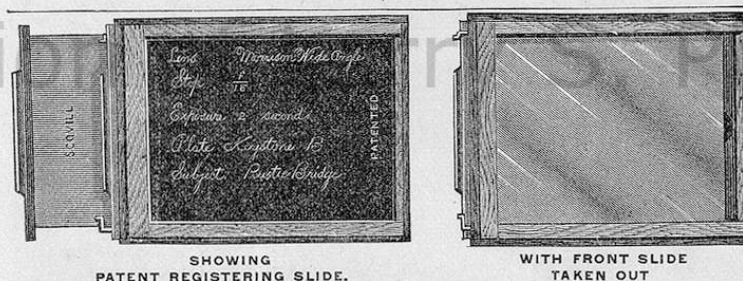 SCOVILL
Lens Morrison Wide Angle
Stop F/16
Exposure 2 seconds
Plate Keystone B
Subject Rustic Bridge
PATENTED
SHOWING
PATENT REGISTERING SLIDE.
WITH FRONT SLIDE
TAKEN OUT